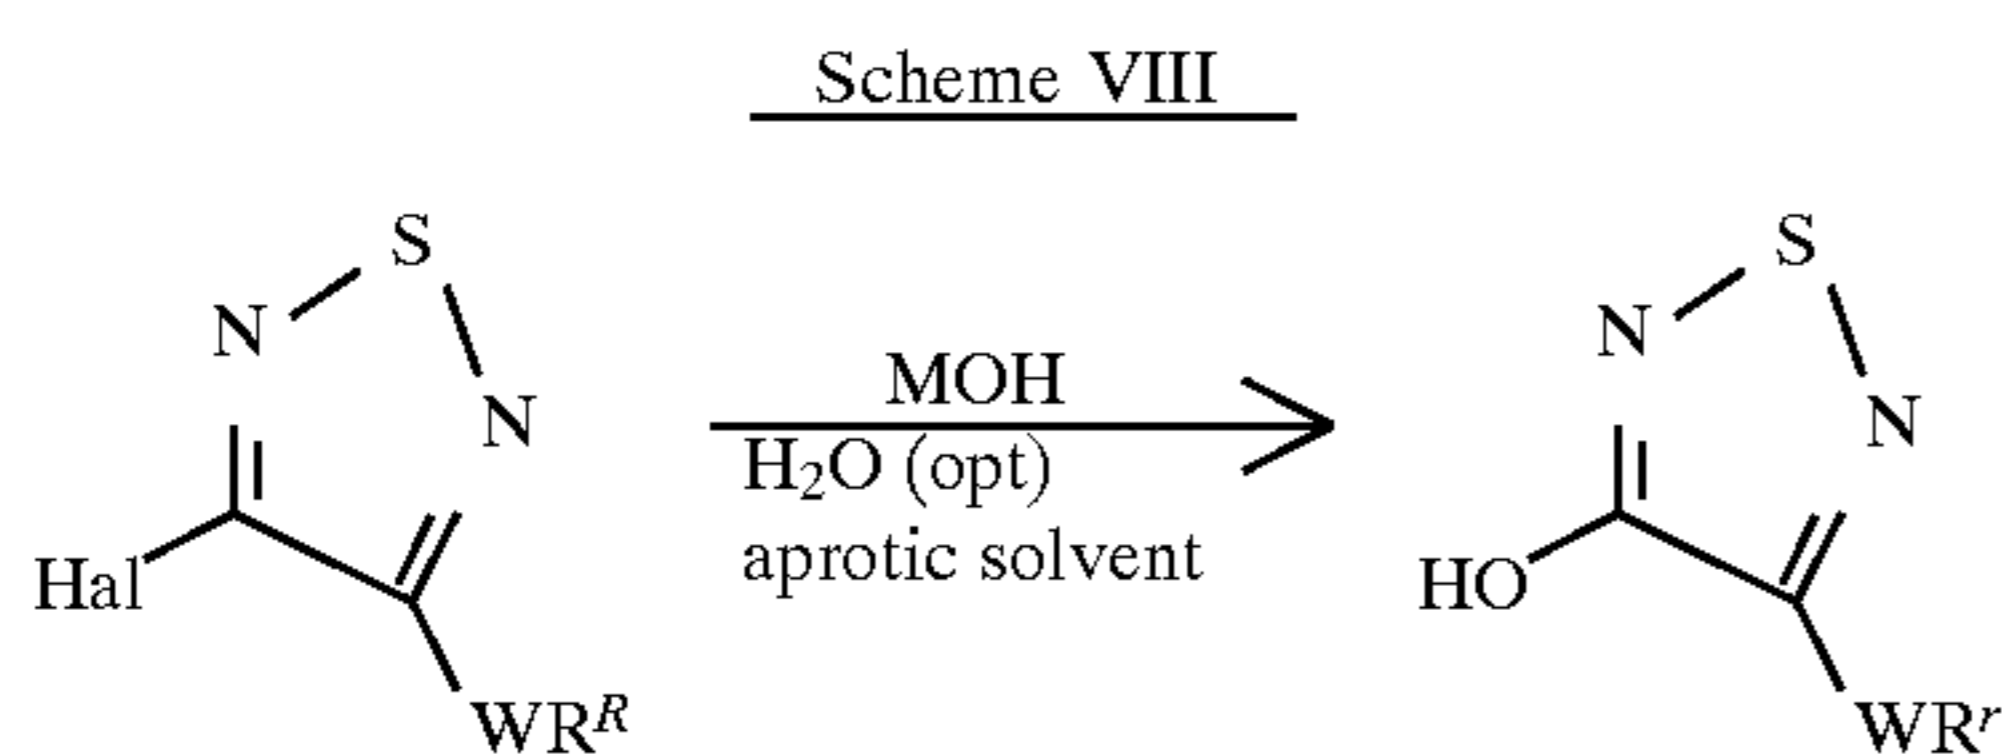 Scheme VIII
S S
N N
MOH
N N
H₂O (opt)
Hal aprotic solvent HO
WRᴿ WRʳ